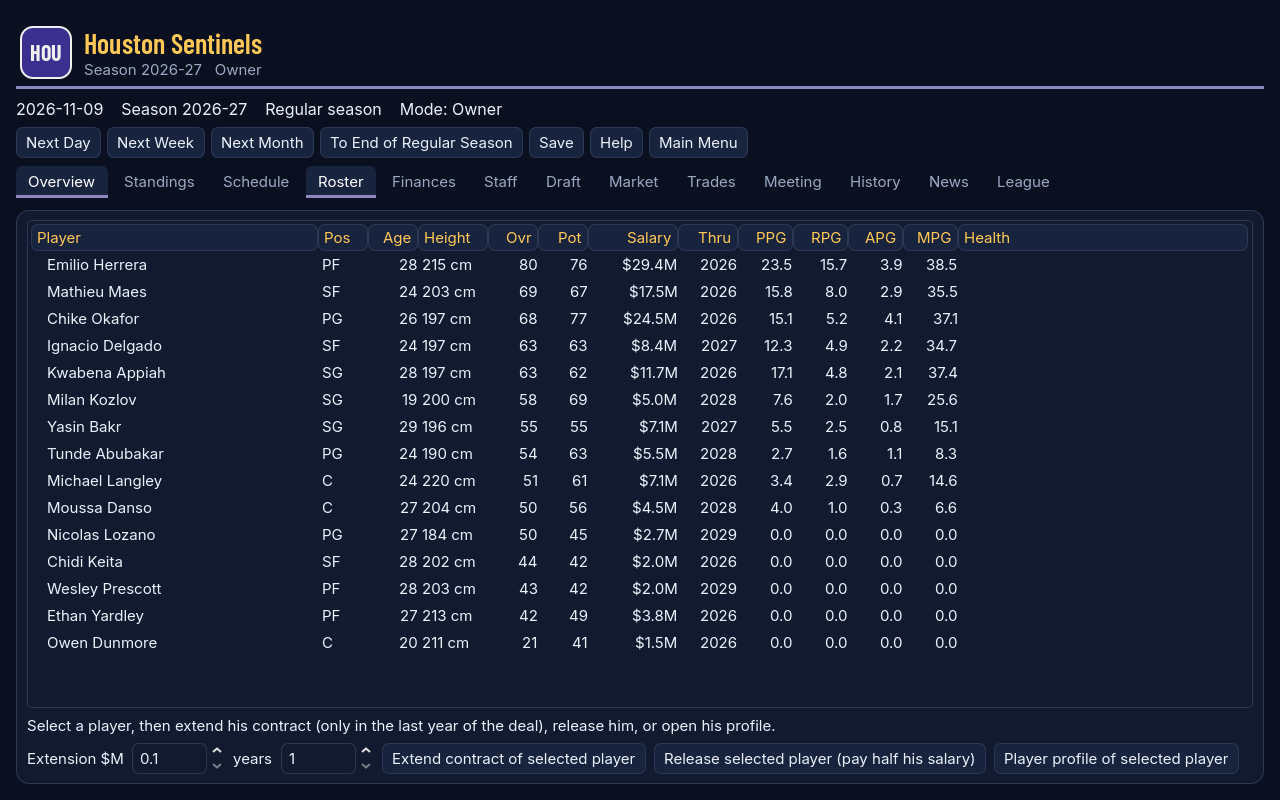 HOU
Houston Sentinels
Season 2026-27 Owner
2026-11-09 Season 2026-27 Regular season Mode: Owner
Next Day Next Week Next Month To End of Regular Season Save Help Main Menu
Overview Standings Schedule Roster Finances Staff Draft Market Trades Meeting History News League
Player Pos Age Height Ovr Pot Salary Thru PPG RPG APG MPG Health
Emilio Herrera PF 28 215 cm 80 76 $29.4M 2026 23.5 15.7 3.9 38.5
Mathieu Maes SF 24 203 cm 69 67 $17.5M 2026 15.8 8.0 2.9 35.5
Chike Okafor PG 26 197 cm 68 77 $24.5M 2026 15.1 5.2 4.1 37.1
Ignacio Delgado SF 24 197 cm 63 63 $8.4M 2027 12.3 4.9 2.2 34.7
Kwabena Appiah SG 28 197 cm 63 62 $11.7M 2026 17.1 4.8 2.1 37.4
Milan Kozlov SG 19 200 cm 58 69 $5.0M 2028 7.6 2.0 1.7 25.6
Yasin Bakr SG 29 196 cm 55 55 $7.1M 2027 5.5 2.5 0.8 15.1
Tunde Abubakar PG 24 190 cm 54 63 $5.5M 2028 2.7 1.6 1.1 8.3
Michael Langley C 24 220 cm 51 61 $7.1M 2026 3.4 2.9 0.7 14.6
Moussa Danso C 27 204 cm 50 56 $4.5M 2028 4.0 1.0 0.3 6.6
Nicolas Lozano PG 27 184 cm 50 45 $2.7M 2029 0.0 0.0 0.0 0.0
Chidi Keita SF 28 202 cm 44 42 $2.0M 2026 0.0 0.0 0.0 0.0
Wesley Prescott PF 28 203 cm 43 42 $2.0M 2029 0.0 0.0 0.0 0.0
Ethan Yardley PF 27 213 cm 42 49 $3.8M 2026 0.0 0.0 0.0 0.0
Owen Dunmore C 20 211 cm 21 41 $1.5M 2026 0.0 0.0 0.0 0.0
Select a player, then extend his contract (only in the last year of the deal), release him, or open his profile.
Extension $M 0.1 years 1 Extend contract of selected player Release selected player (pay half his salary) Player profile of selected player